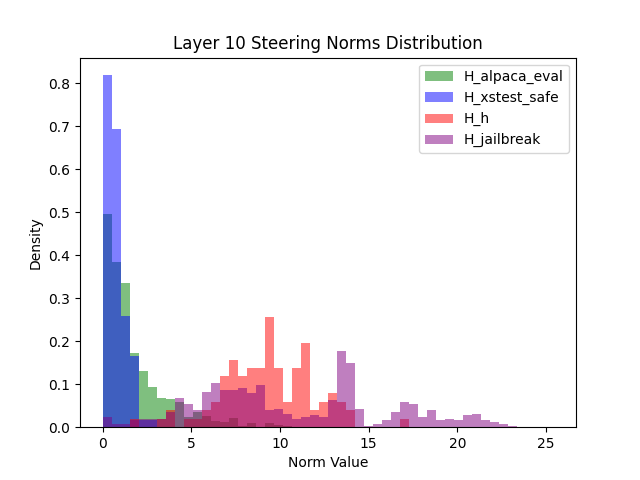 Layer 10 Steering Norms Distribution
H_alpaca_eval
H_xstest_safe
H_h
H_jailbreak
Density
0.8
0.7
0.6
0.5
0.4
0.3
0.2
0.1
0.0
0 5 10 15 20 25
Norm Value